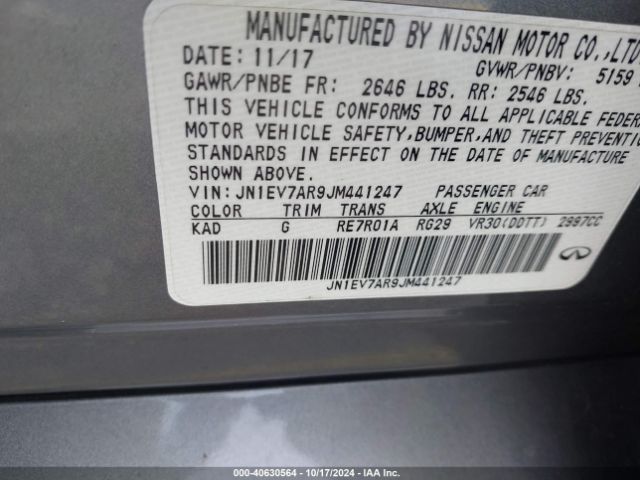 MANUFACTURED BY NISSAN MOTOR CO.,LTD
DATE: 11/17 GVWR/PNBV: 5159
GAWR/PNBE FR: 2646 LBS. RR: 2546 LBS.
THIS VEHICLE CONFORMS TO ALL APPLICABLE FEDER
MOTOR VEHICLE SAFETY,BUMPER,AND THEFT PREVENTIO
STANDARDS IN EFFECT ON THE DATE OF MANUFACTURE
SHOWN ABOVE.
VIN: JN1EV7AR9JM441247 PASSENGER CAR
COLOR TRIM TRANS AXLE ENGINE
KAD G RE7R01A RG29 VR30(DDTT) 2997CC
JN1EV7AR9JM441247
000-40630564 | 10/17/2024 | IAA Inc.